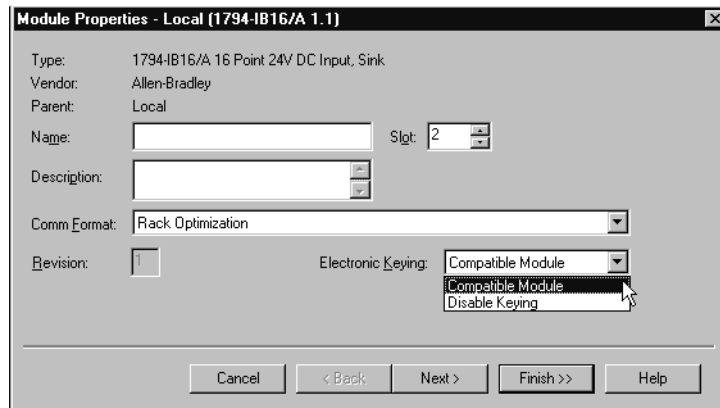 Module Properties - Local (1794-IB16/A 1.1)
Type: 1794-IB16/A 16 Point 24V DC Input, Sink
Vendor: Allen-Bradley
Parent: Local
Name: Slot: 2
Description:
Comm Format: Rack Optimization
Revision: 1 Electronic Keying: Compatible Module
Compatible Module
Disable Keying
Cancel < Back Next > Finish >> Help